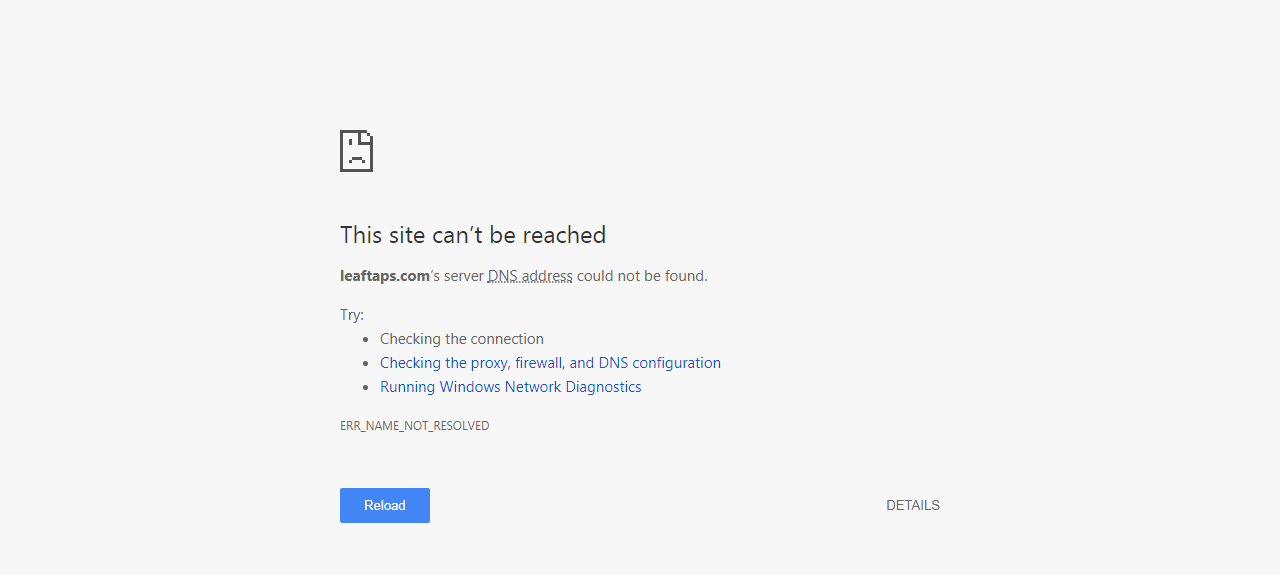 This site can’t be reached
leaftaps.com’s server DNS address could not be found.
Try:
Checking the connection
Checking the proxy, firewall, and DNS configuration
Running Windows Network Diagnostics
ERR_NAME_NOT_RESOLVED
Reload
DETAILS